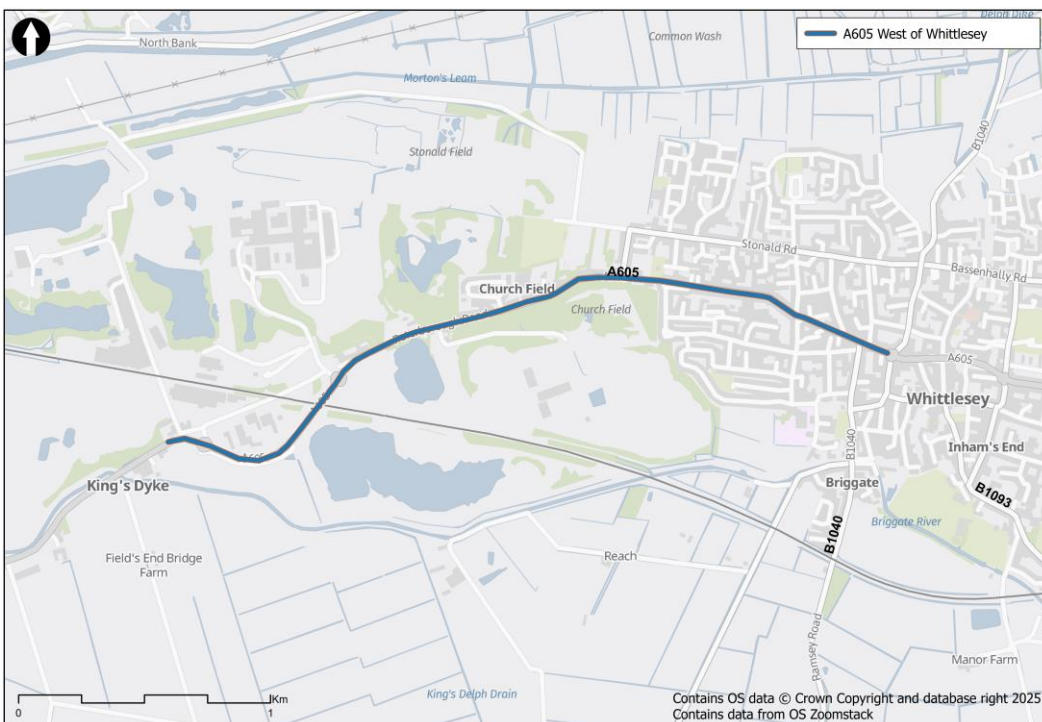 A605 West of Whittlesey
Delph Dike
North Bank
Common Wash
Morton's Leam
B1040
Stonald Field
Stonald Rd
Bassenhally Rd
A605
Church Field
Church Field
Peterborough Road
A605
A605
Whittlesey
A605
B1040
Inham's End
King's Dyke
Briggate
B1093
Briggate River
B1040
Field's End Bridge
Farm
Reach
Ramsey Road
Manor Farm
King's Delph Drain
Km
0
1
Contains OS data © Crown Copyright and database right 2025
Contains data from OS Zoomstack